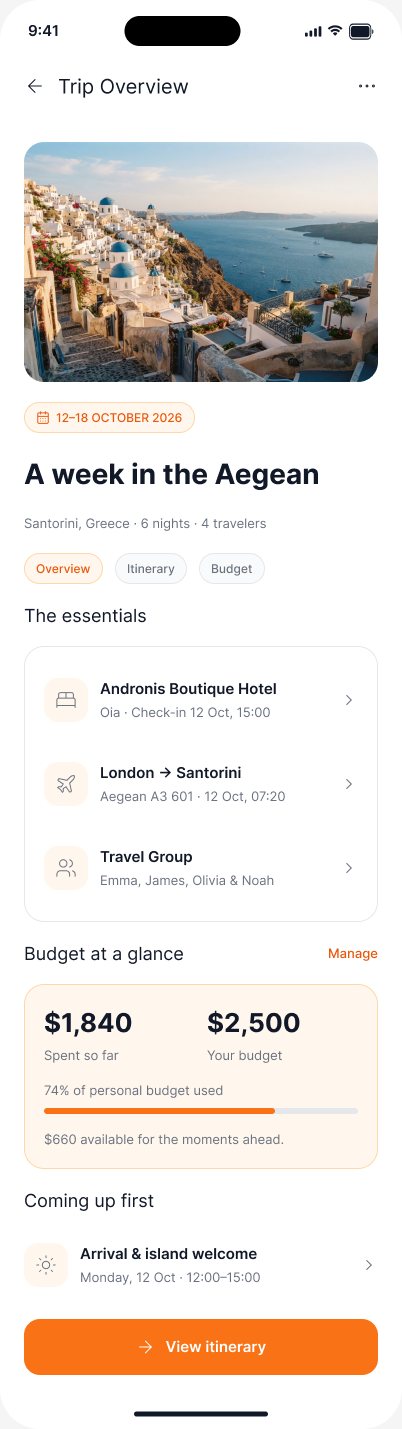 9:41
Trip Overview
12–18 OCTOBER 2026
A week in the Aegean
Santorini, Greece · 6 nights · 4 travelers
Overview
Itinerary
Budget
The essentials
Andronis Boutique Hotel
Oia · Check-in 12 Oct, 15:00
London → Santorini
Aegean A3 601 · 12 Oct, 07:20
Travel Group
Emma, James, Olivia & Noah
Budget at a glance
Manage
$1,840
$2,500
Spent so far
Your budget
74% of personal budget used
$660 available for the moments ahead.
Coming up first
Arrival & island welcome
Monday, 12 Oct · 12:00–15:00
View itinerary